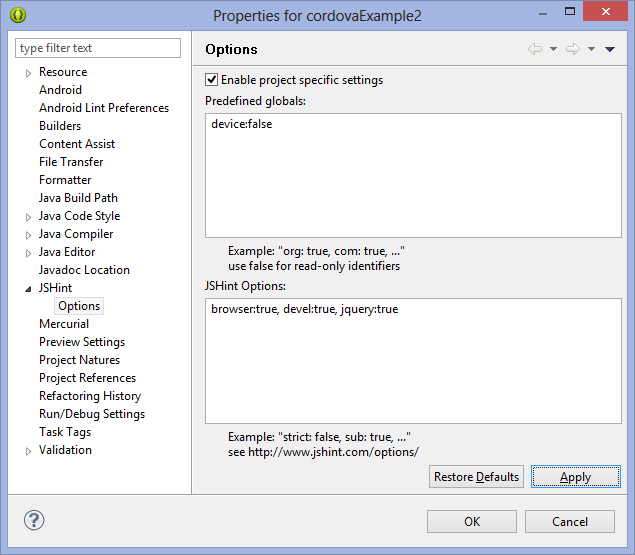 Properties for cordovaExample2
type filter text
Resource
Android
Android Lint Preferences
Builders
Content Assist
File Transfer
Formatter
Java Build Path
Java Code Style
Java Compiler
Java Editor
Javadoc Location
JSHint
Options
Mercurial
Preview Settings
Project Natures
Project References
Refactoring History
Run/Debug Settings
Task Tags
Validation
Options
Enable project specific settings
Predefined globals:
device:false
Example: "org: true, com: true, ..."
use false for read-only identifiers
JSHint Options:
browser:true, devel:true, jquery:true
Example: "strict: false, sub: true, ..."
see http://www.jshint.com/options/
Restore Defaults
Apply
?
OK
Cancel